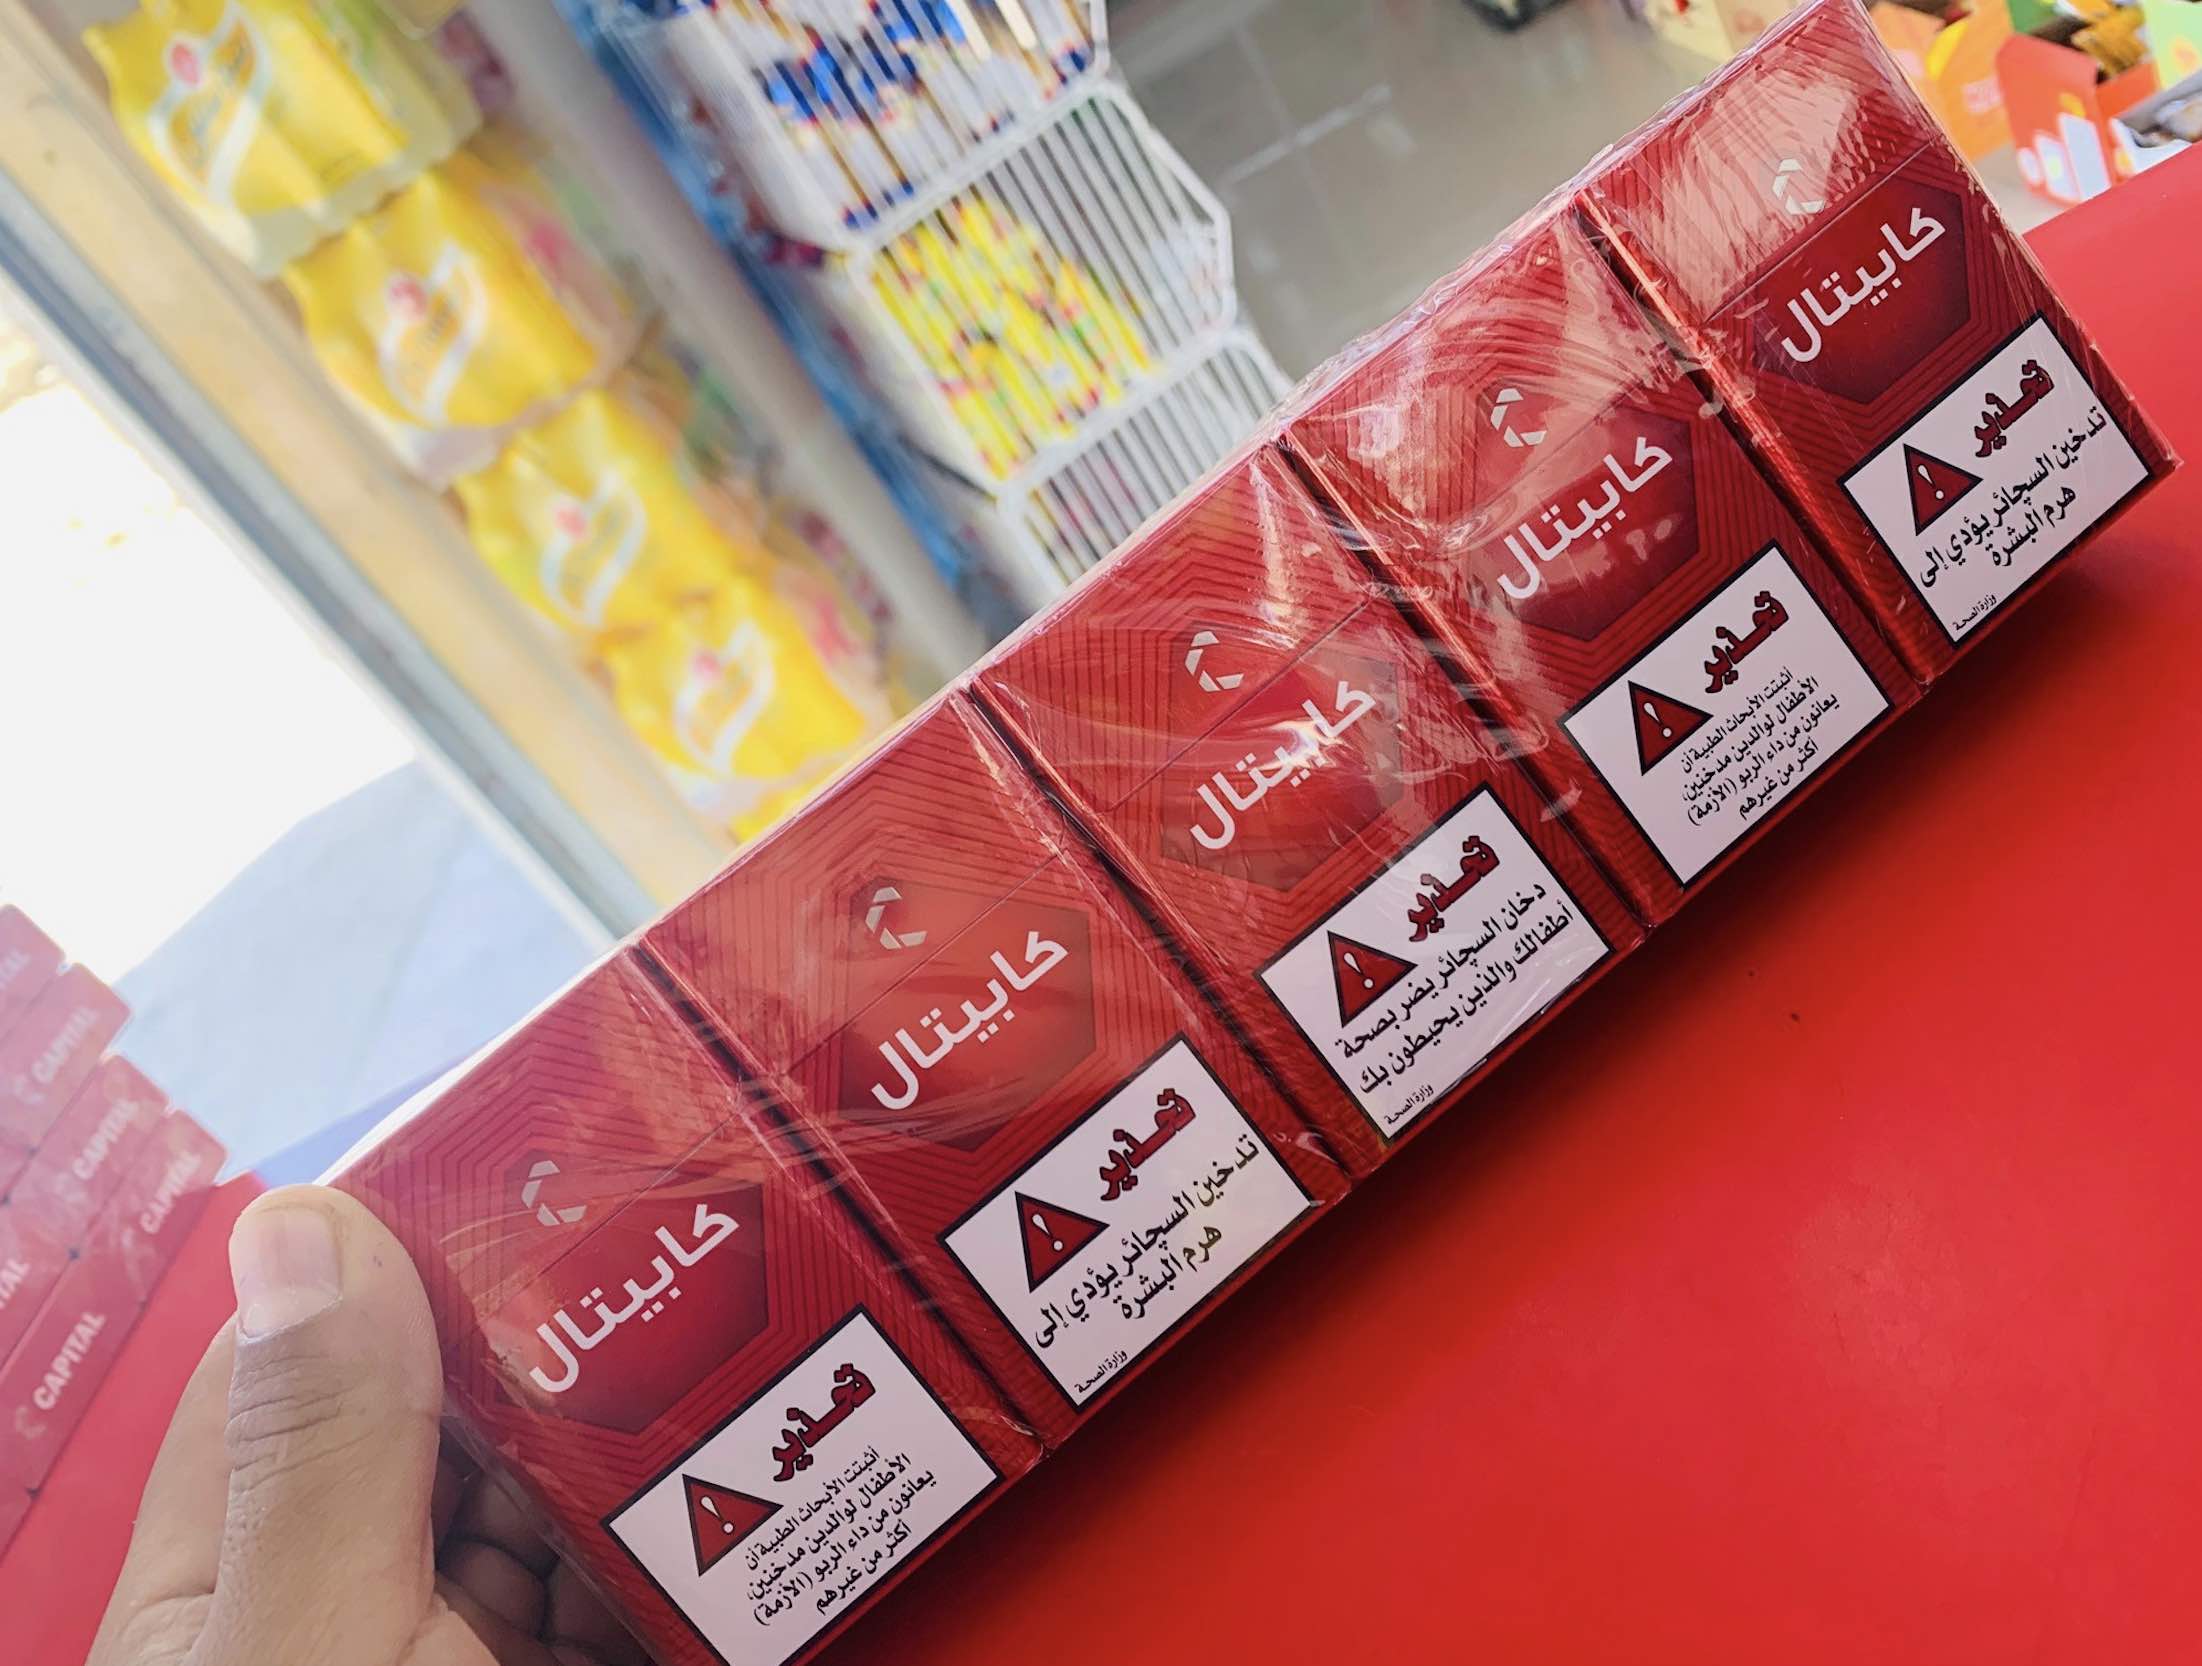 كابيتال
تحذير
تدخين السجائر يؤدي إلى
هرم البشرة
وزارة الصحة
كابيتال
تحذير
أثبتت الأبحاث الطبية أن
الأطفال لوالدين مدخنين،
يعانون من داء الربو (الأزمة)
أكثر من غيرهم
كابيتال
تحذير
دخان السجائر يضر بصحة
أطفالك والذين يحيطون بك
وزارة الصحة
كابيتال
تحذير
تدخين السجائر يؤدي إلى
هرم البشرة
وزارة الصحة
كابيتال
تحذير
أثبتت الأبحاث الطبية أن
الأطفال لوالدين مدخنين،
يعانون من داء الربو (الأزمة)
أكثر من غيرهم
CAPITAL
CAPITAL
CAPITAL
CAPITAL